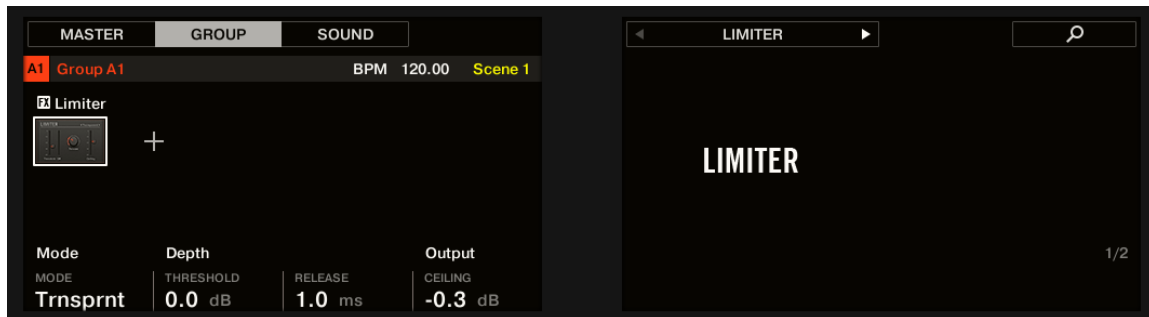 MASTER GROUP SOUND
A1 Group A1 BPM 120.00 Scene 1
FX Limiter
Mode Depth Output
MODE THRESHOLD RELEASE CEILING
Trnsprnt 0.0 dB 1.0 ms -0.3 dB
LIMITER
LIMITER
1/2